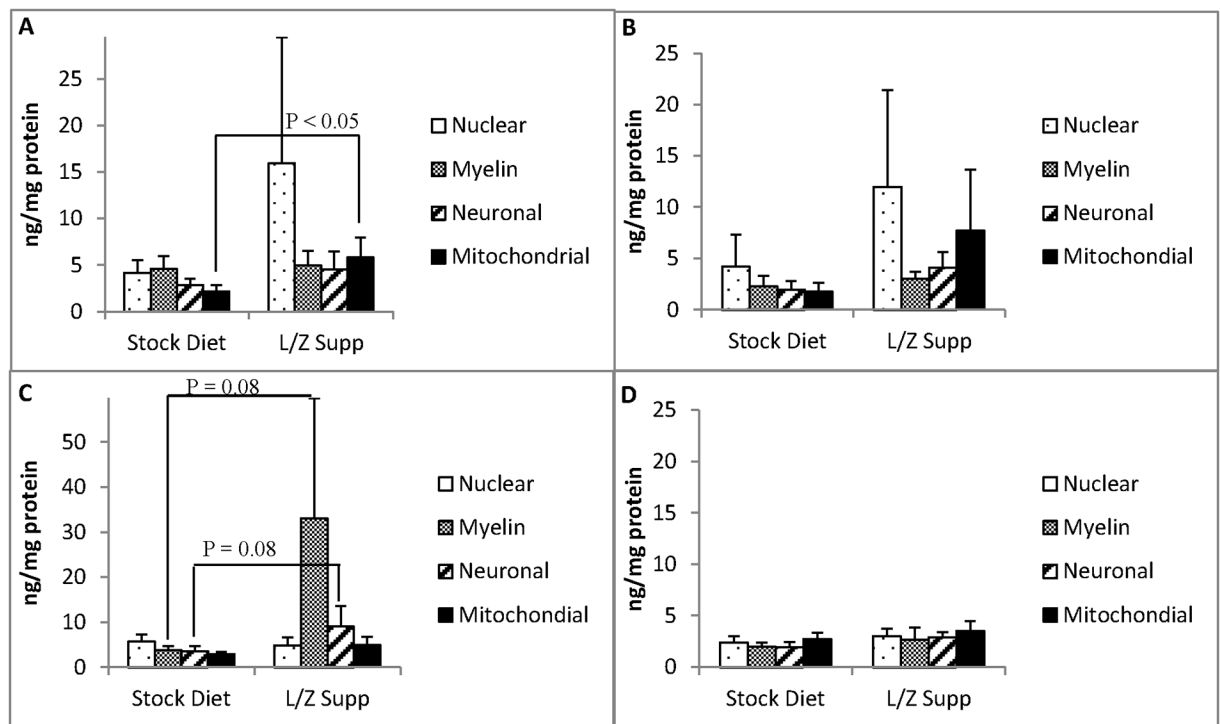 A
ng/mg protein
25
20
15
10
5
0
P < 0.05
Stock Diet
L/Z Supp
Nuclear
Myelin
Neuronal
Mitochondrial
B
ng/mg protein
25
20
15
10
5
0
Stock Diet
L/Z Supp
Nuclear
Myelin
Neuronal
Mitochondial
C
ng/mg protein
50
40
30
20
10
0
P = 0.08
P = 0.08
Stock Diet
L/Z Supp
Nuclear
Myelin
Neuronal
Mitochondial
D
ng/mg protein
25
20
15
10
5
0
Stock Diet
L/Z Supp
Nuclear
Myelin
Neuronal
Mitochondial